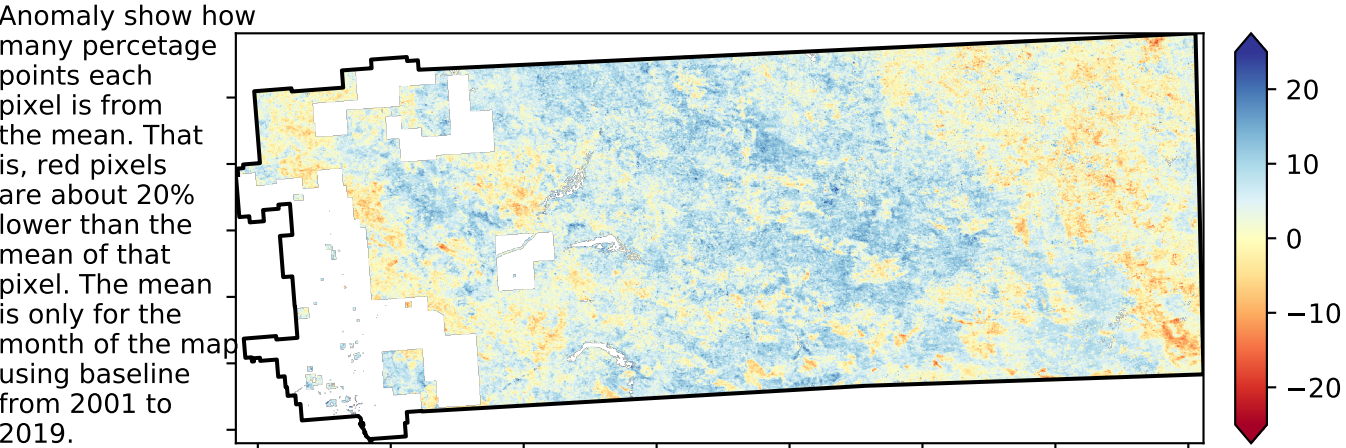 Anomaly show how
many percetage
points each
pixel is from
the mean. That
is, red pixels
are about 20%
lower than the
mean of that
pixel. The mean
is only for the
month of the map
using baseline
from 2001 to
2019.
20
10
0
−10
−20